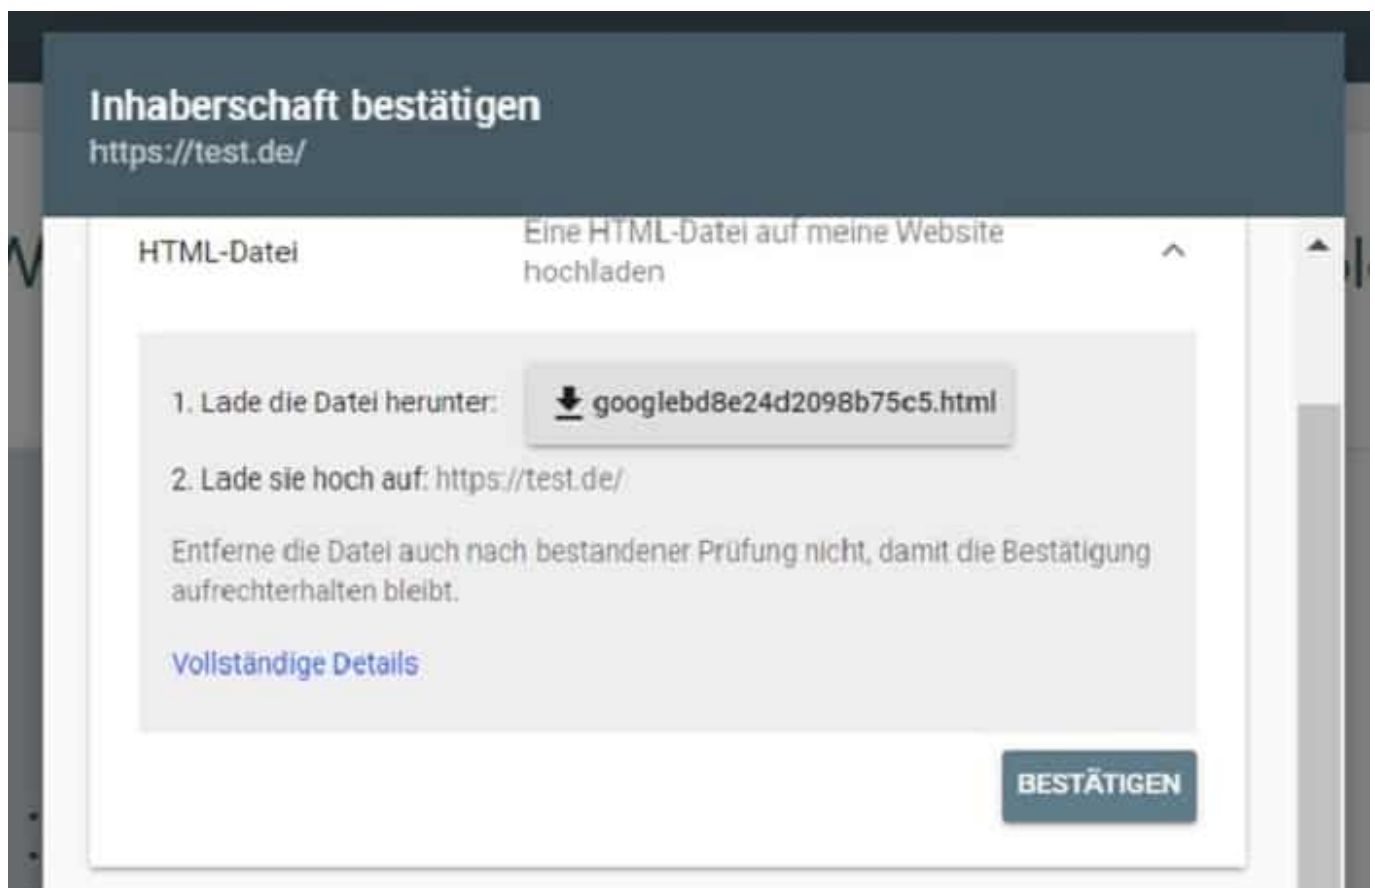 Inhaberschaft bestätigen
https://test.de/
HTML-Datei
Eine HTML-Datei auf meine Website
hochladen
1. Lade die Datei herunter:
googlebd8e24d2098b75c5.html
2. Lade sie hoch auf: https://test.de/
Entferne die Datei auch nach bestandener Prüfung nicht, damit die Bestätigung
aufrechterhalten bleibt.
Vollständige Details
BESTÄTIGEN